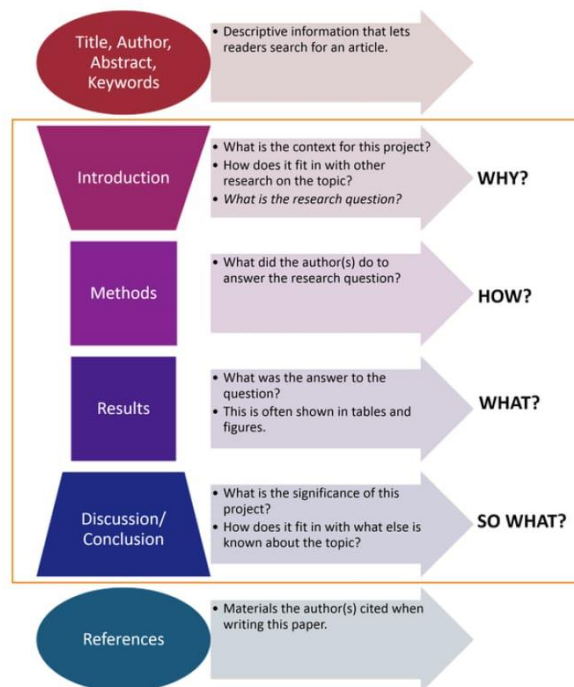 Title, Author,
Abstract,
Keywords
• Descriptive information that lets
readers search for an article.
Introduction
• What is the context for this project?
• How does it fit in with other
research on the topic?
• What is the research question?
WHY?
Methods
• What did the author(s) do to
answer the research question?
HOW?
Results
• What was the answer to the
question?
• This is often shown in tables and
figures.
WHAT?
Discussion/
Conclusion
• What is the significance of this
project?
• How does it fit in with what else is
known about the topic?
SO WHAT?
References
• Materials the author(s) cited when
writing this paper.